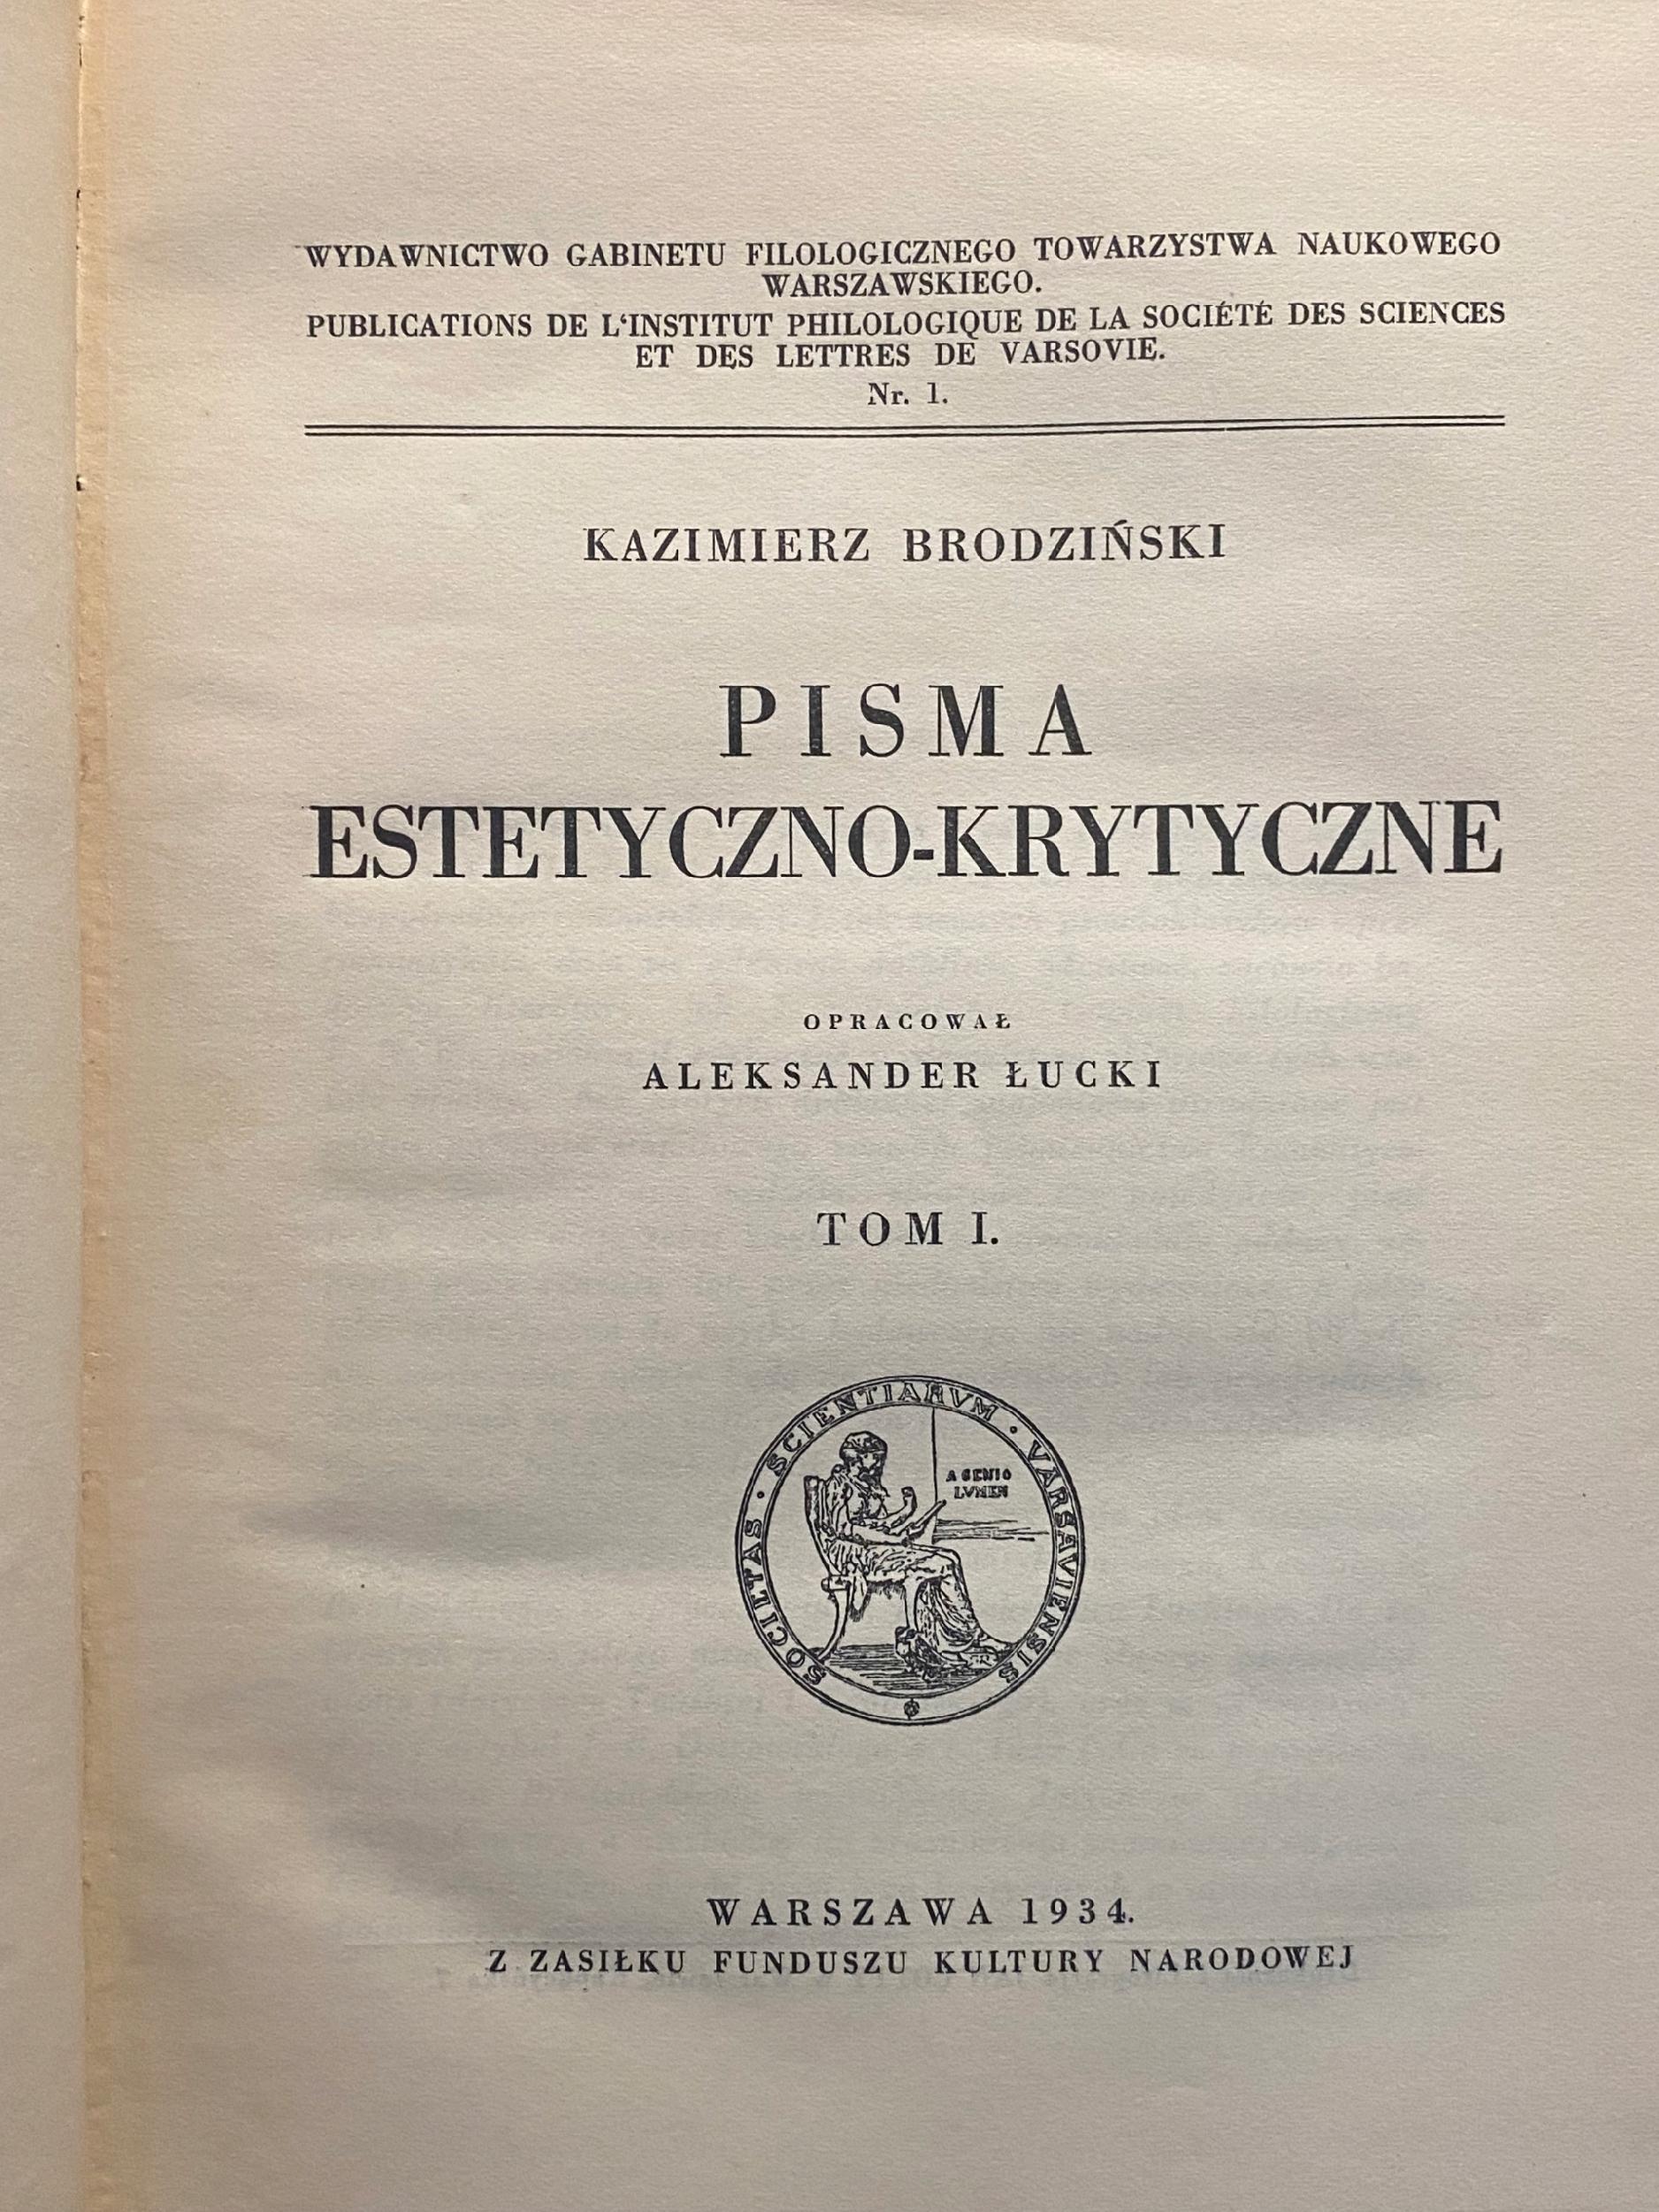 WYDAWNICTWO GABINETU FILOLOGICZNEGO TOWARZYSTWA NAUKOWEGO
WARSZAWSKIEGO.
PUBLICATIONS DE L‘INSTITUT PHILOLOGIQUE DE LA SOCIÉTÉ DES SCIENCES
ET DES LETTRES DE VARSOVIE.
Nr. 1.
KAZIMIERZ BRODZIŃSKI
PISMA
ESTETYCZNO-KRYTYCZNE
OPRACOWAŁ
ALEKSANDER ŁUCKI
TOM I.
SOCIETAS · SCIENTIARVM · VARSAVIENSIS
A GENIO
LVMEN
WARSZAWA 1934.
Z ZASIŁKU FUNDUSZU KULTURY NARODOWEJ